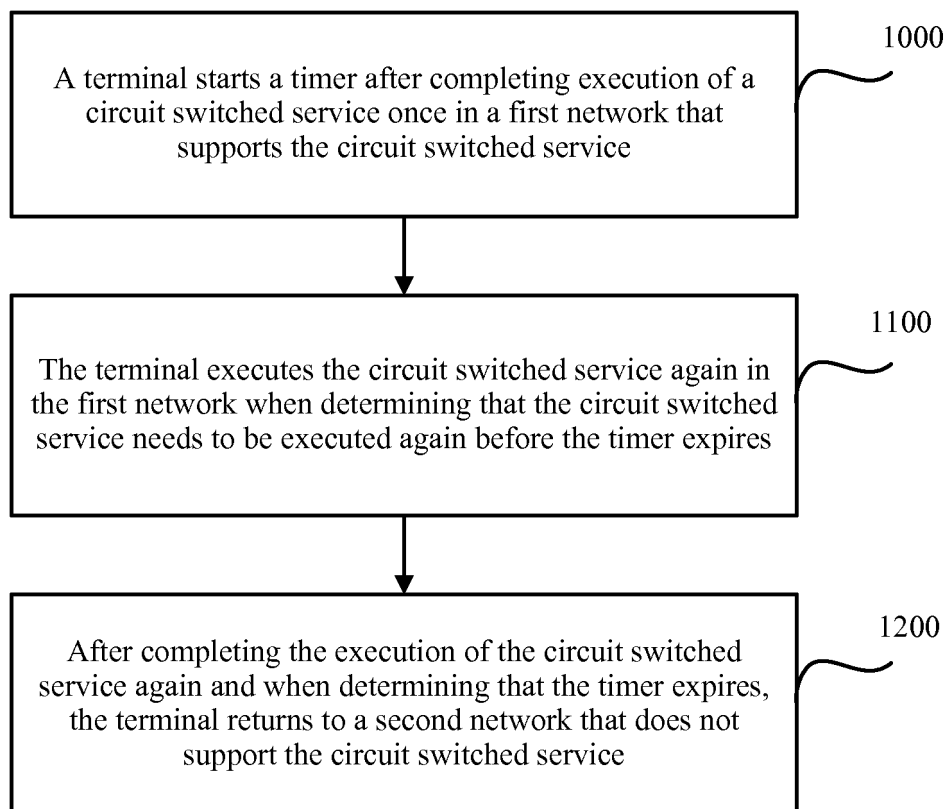 1000
A terminal starts a timer after completing execution of a
circuit switched service once in a first network that
supports the circuit switched service
1100
The terminal executes the circuit switched service again in
the first network when determining that the circuit switched
service needs to be executed again before the timer expires
1200
After completing the execution of the circuit switched
service again and when determining that the timer expires,
the terminal returns to a second network that does not
support the circuit switched service